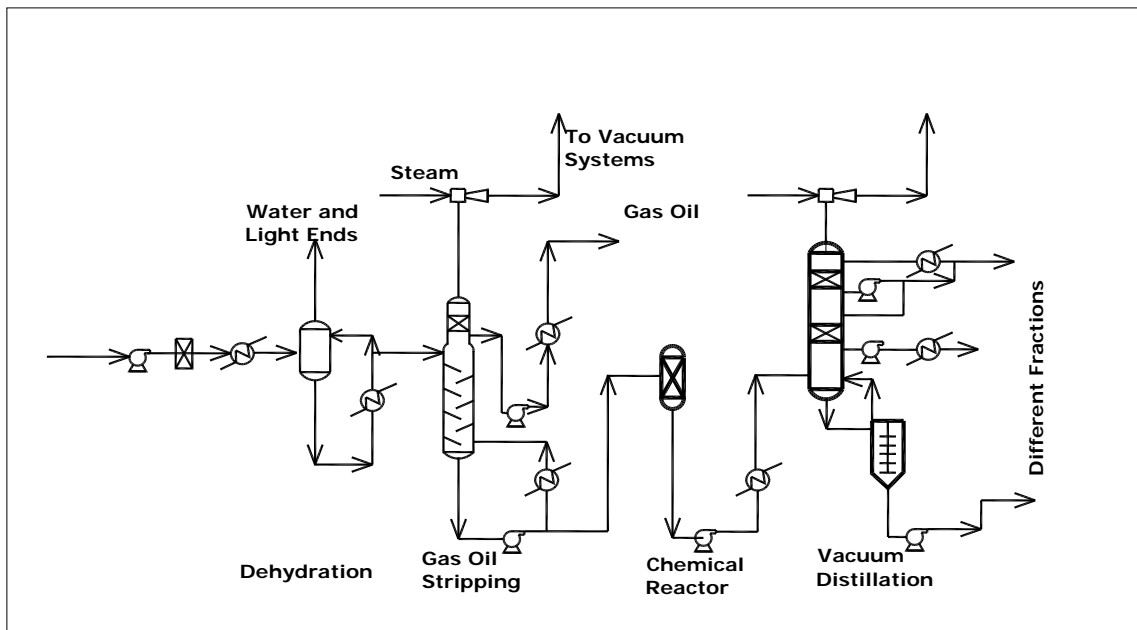 To Vacuum
Systems
Steam
Water and
Light Ends
Gas Oil
Different Fractions
Dehydration
Gas Oil
Stripping
Chemical
Reactor
Vacuum
Distillation